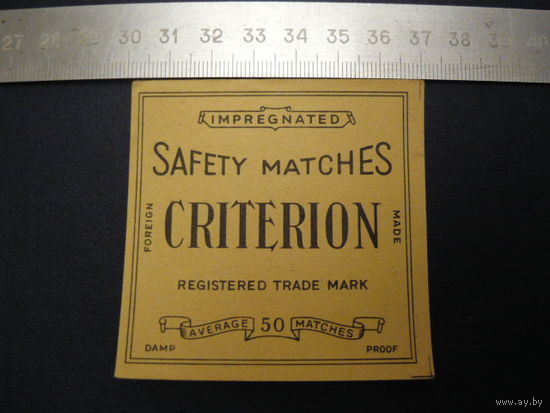 27 28 29 30 31 32 33 34 35 36 37 38 39 40
IMPREGNATED
SAFETY MATCHES
FOREIGN
CRITERION
MADE
REGISTERED TRADE MARK
AVERAGE 50 MATCHES
DAMP PROOF
www.ay.by